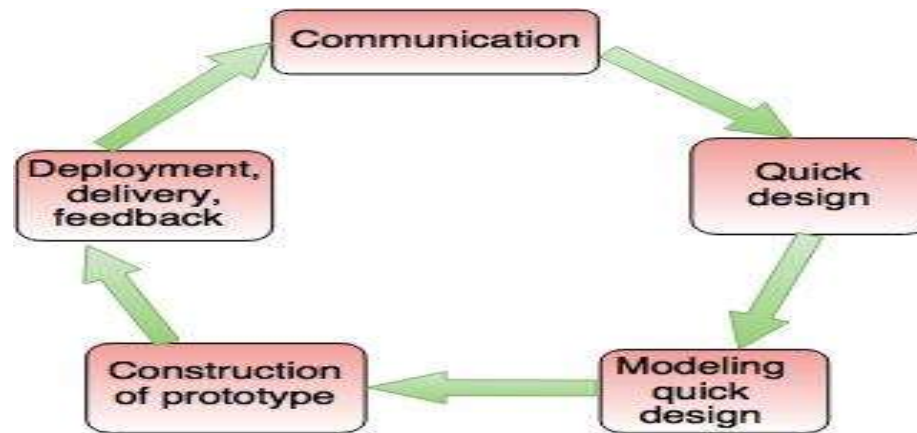 Communication
Quick
design
Modeling
quick
design
Construction
of prototype
Deployment,
delivery,
feedback